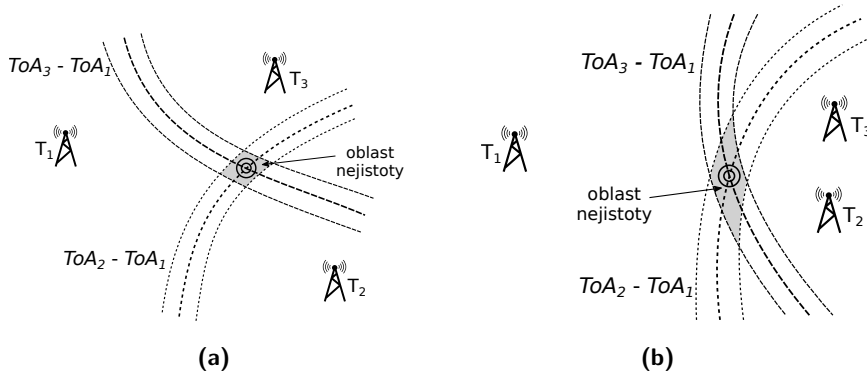 ToA3 - ToA1
T3
T1
oblast
nejistoty
ToA2 - ToA1
T2
(a)
ToA3 - ToA1
T1
T3
oblast
nejistoty
T2
ToA2 - ToA1
(b)